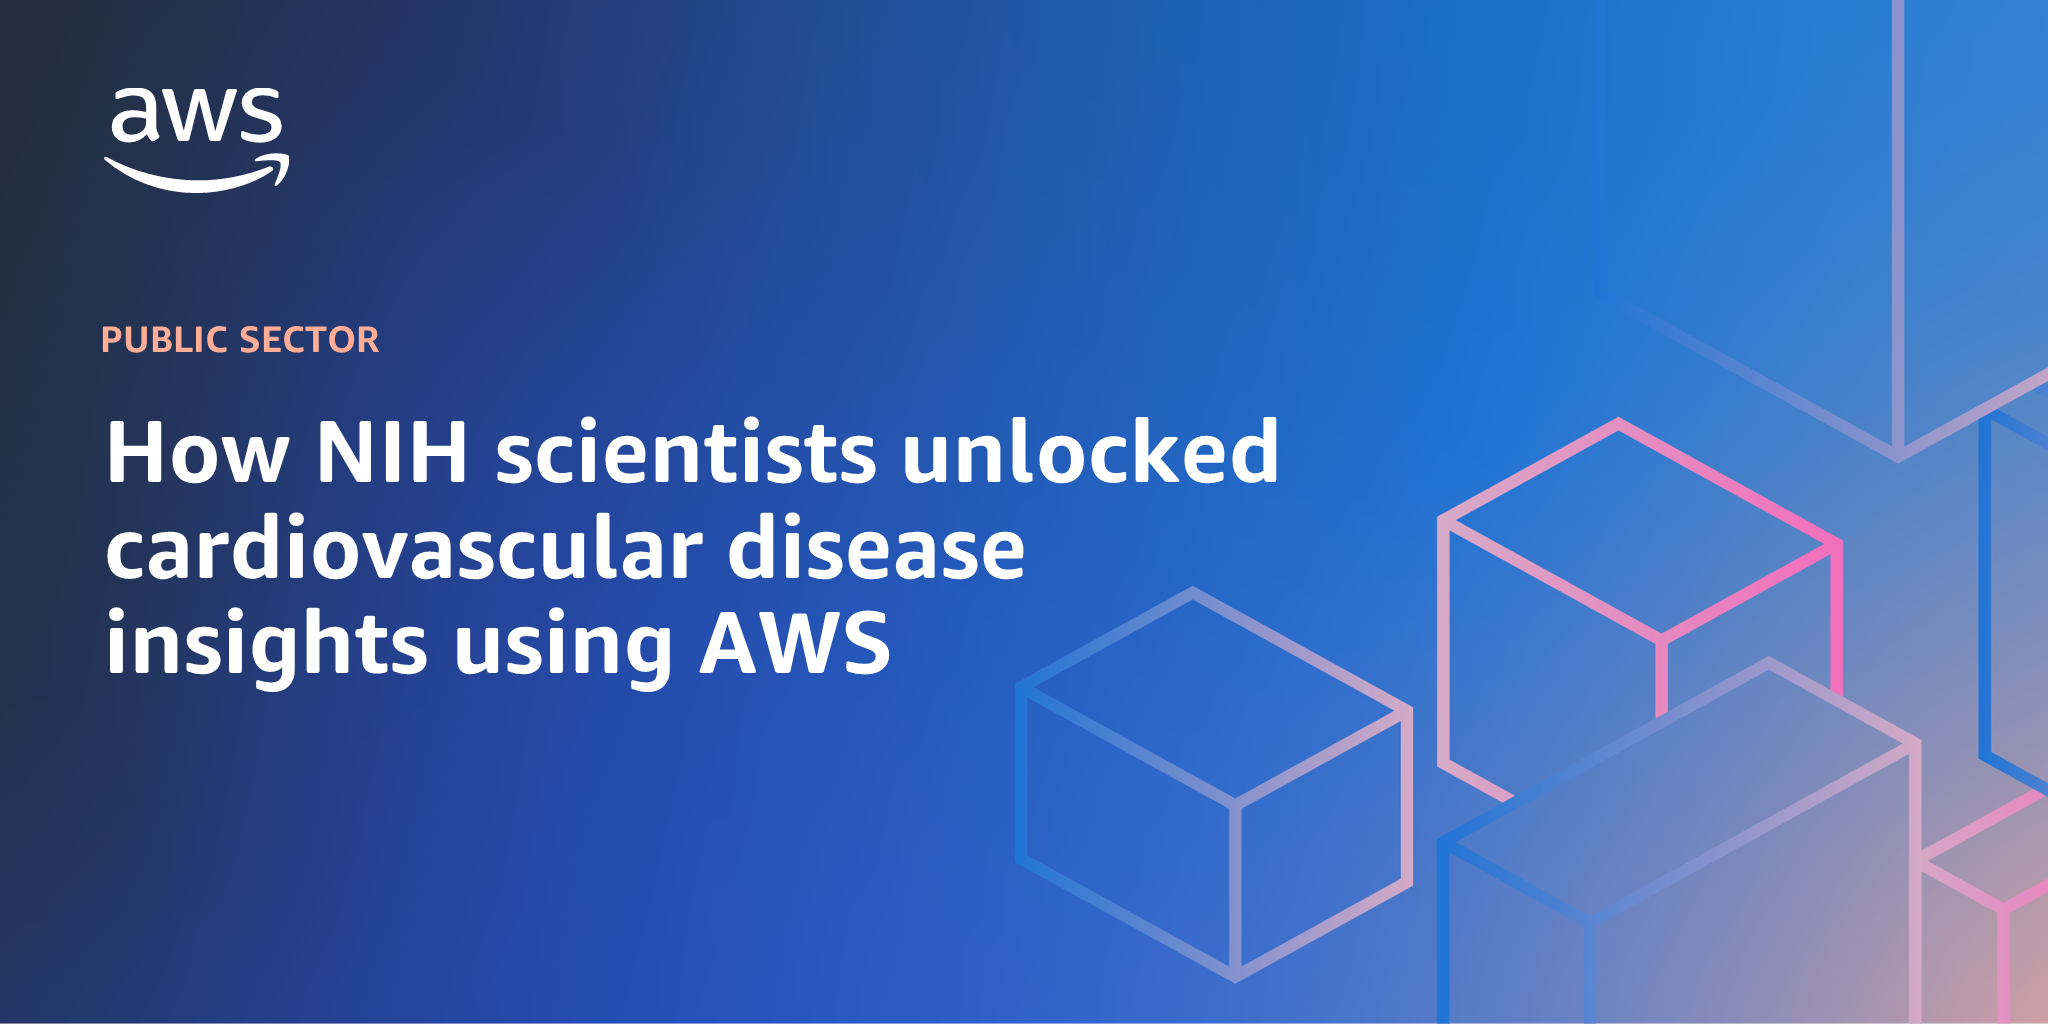 aws
PUBLIC SECTOR
How NIH scientists unlocked
cardiovascular disease
insights using AWS